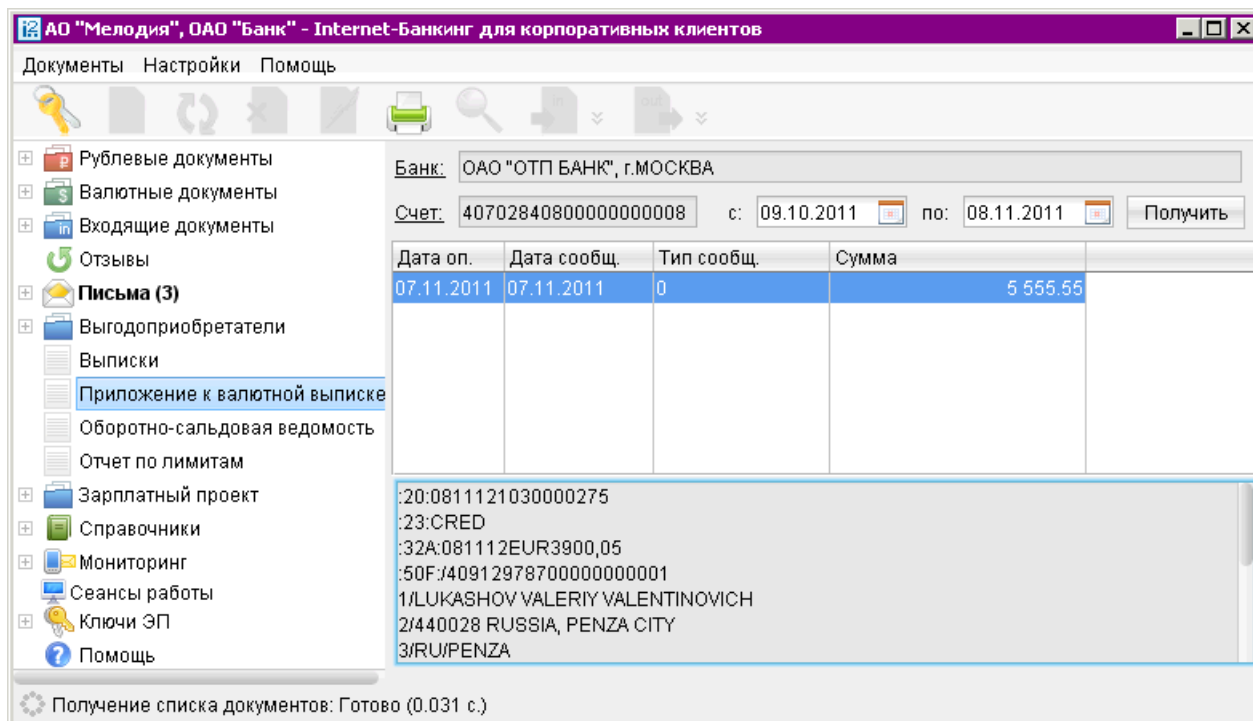 АО "Мелодия", ОАО "Банк" - Internet-Банкинг для корпоративных клиентов
Документы Настройки Помощь
in out
Рублевые документы
Валютные документы
Входящие документы
Отзывы
Письма (3)
Выгодоприобретатели
Выписки
Приложение к валютной выписке
Оборотно-сальдовая ведомость
Отчет по лимитам
Зарплатный проект
Справочники
Мониторинг
Сеансы работы
Ключи ЭП
Помощь
Банк: ОАО "ОТП БАНК", г.МОСКВА
Счет: 40702840800000000008 с: 09.10.2011 по: 08.11.2011 Получить
Дата оп. Дата сообщ. Тип сообщ. Сумма
07.11.2011 07.11.2011 0 5 555.55
:20:0811121030000275
:23:CRED
:32A:081112EUR3900,05
:50F:/40912978700000000001
1/LUKASHOV VALERIY VALENTINOVICH
2/440028 RUSSIA, PENZA CITY
3/RU/PENZA
Получение списка документов: Готово (0.031 с.)